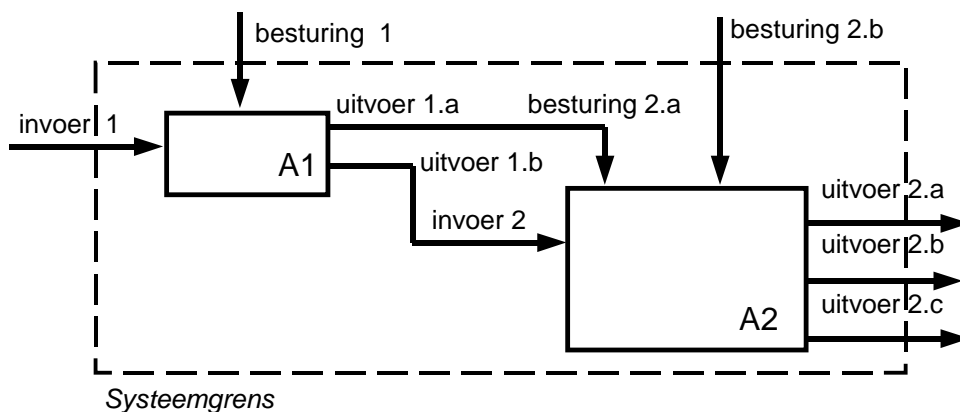 besturing 1
besturing 2.b
uitvoer 1.a
besturing 2.a
invoer 1
A1
uitvoer 1.b
uitvoer 2.a
invoer 2
uitvoer 2.b
uitvoer 2.c
A2
Systeemgrens